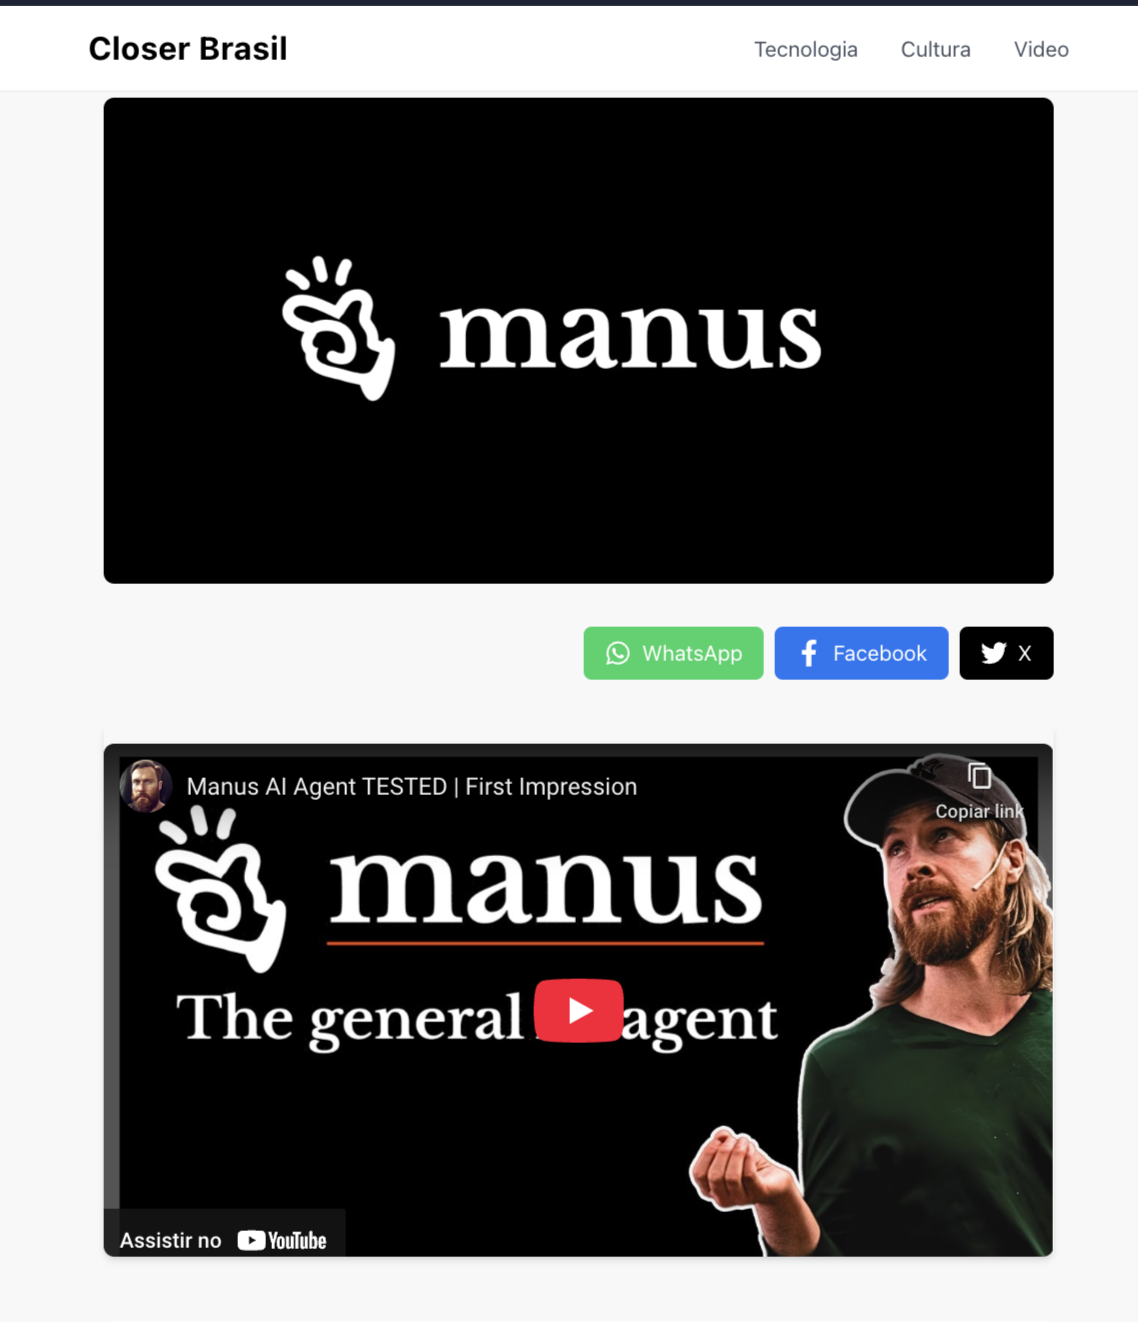 Closer Brasil
Tecnologia Cultura Video
manus
WhatsApp Facebook X
Manus AI Agent TESTED | First Impression
Copiar link
manus
The general agent
Assistir no YouTube